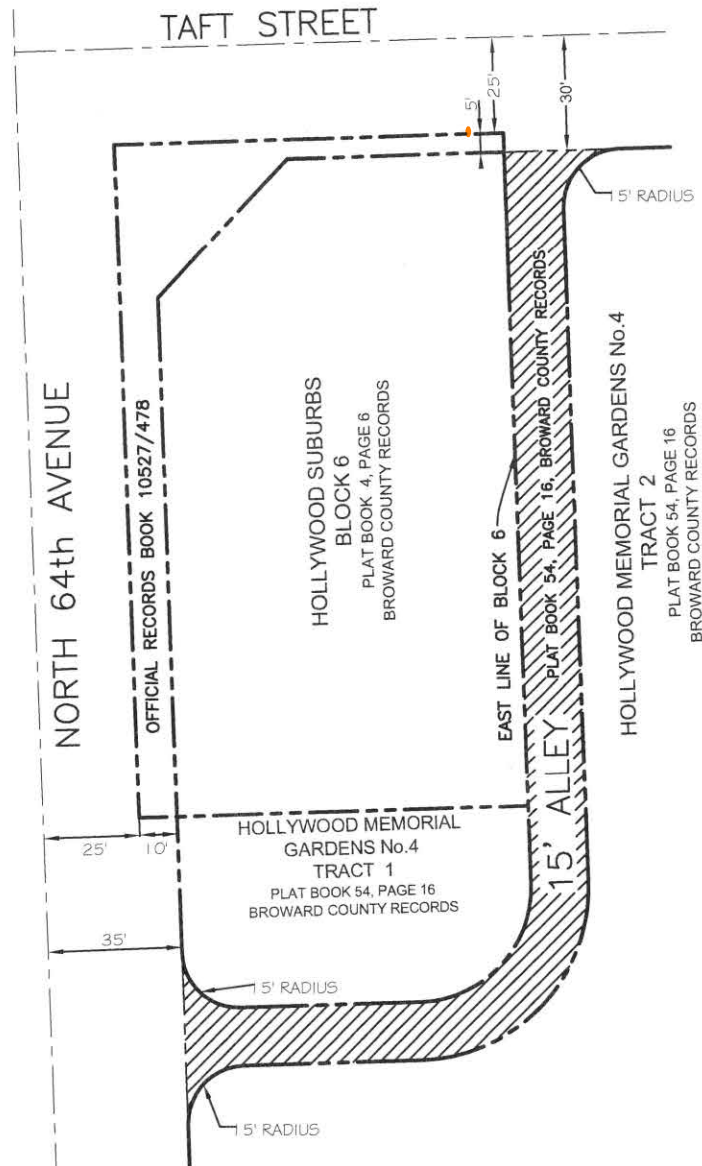 TAFT STREET
5'
25'
30'
15' RADIUS
NORTH 64th AVENUE
OFFICIAL RECORDS BOOK 10527/478
HOLLYWOOD SUBURBS
BLOCK 6
PLAT BOOK 4, PAGE 6
BROWARD COUNTY RECORDS
EAST LINE OF BLOCK 6
15' ALLEY
PLAT BOOK 54, PAGE 16, BROWARD COUNTY RECORDS
HOLLYWOOD MEMORIAL GARDENS No.4
TRACT 2
PLAT BOOK 54, PAGE 16
BROWARD COUNTY RECORDS
25'
10'
HOLLYWOOD MEMORIAL
GARDENS No.4
TRACT 1
PLAT BOOK 54, PAGE 16
BROWARD COUNTY RECORDS
35'
15' RADIUS
15' RADIUS